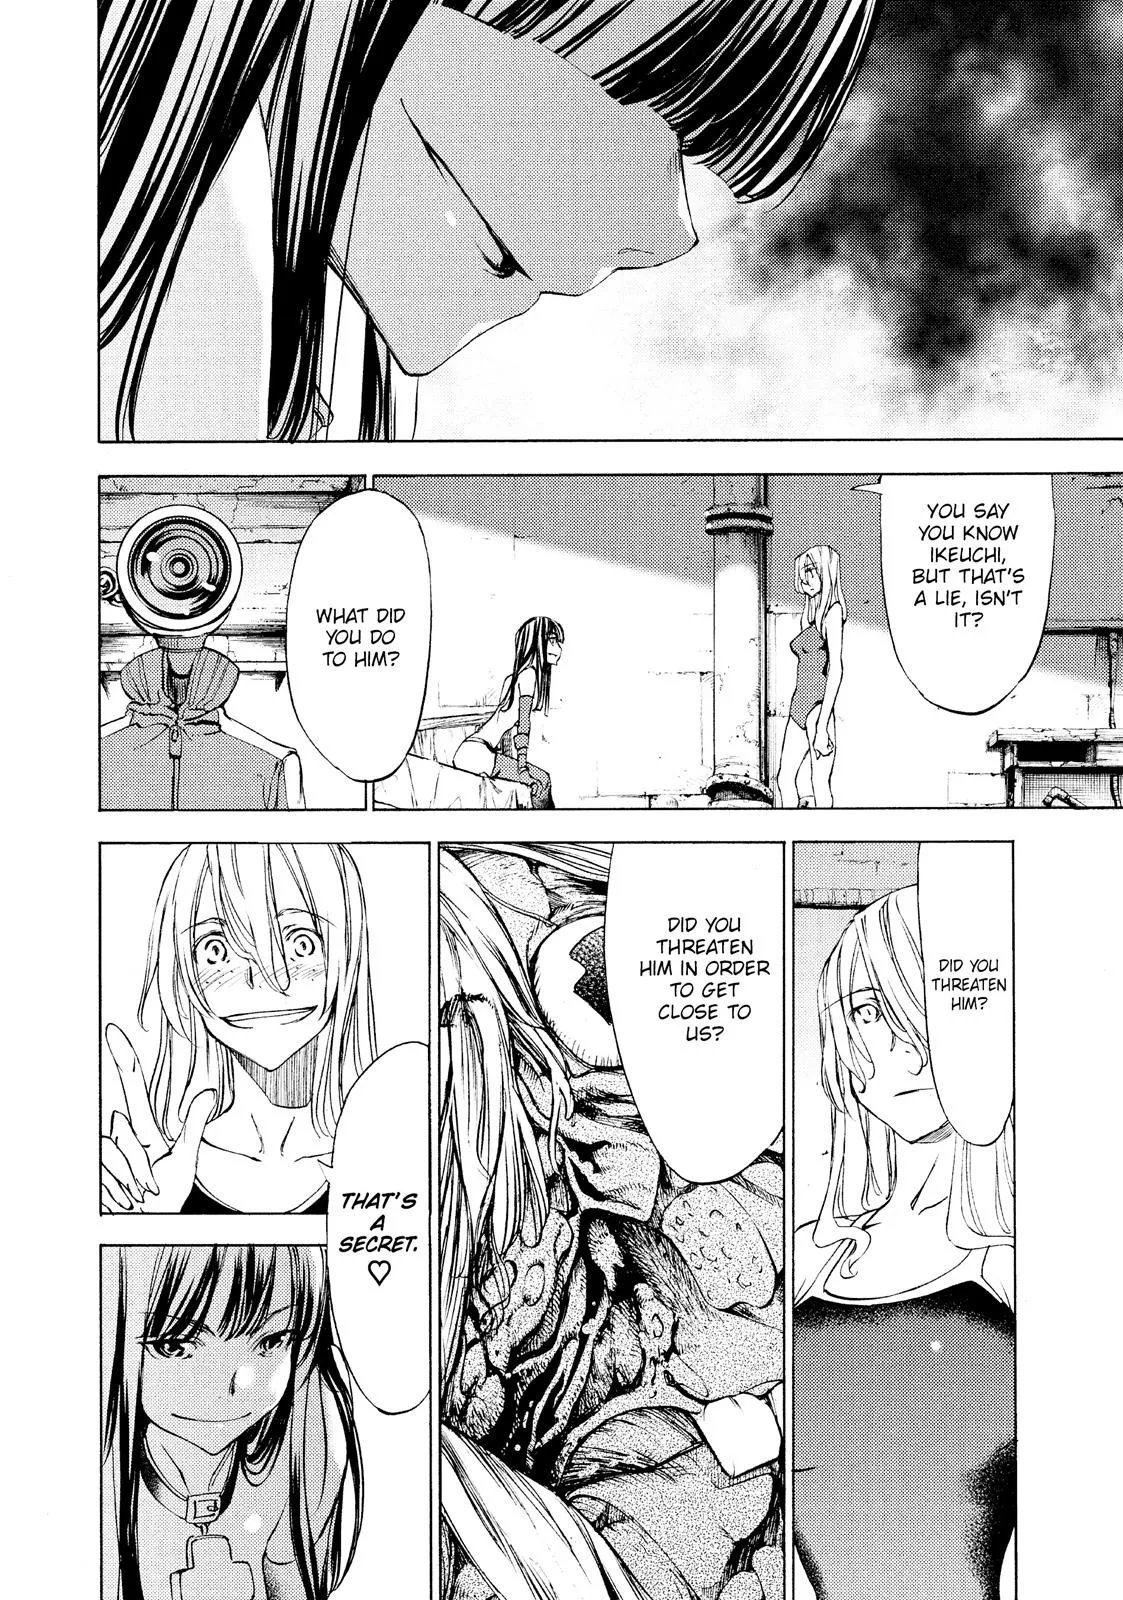 YOU SAY
YOU KNOW
IKEUCHI,
BUT THAT'S
A LIE, ISN'T
IT?
WHAT DID
YOU DO
TO HIM?
DID YOU
THREATEN
HIM?
DID YOU
THREATEN
HIM IN ORDER
TO GET
CLOSE TO
US?
THAT'S
A
SECRET.
♡